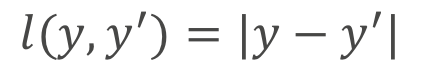 l(y, y′) = |y − y′|